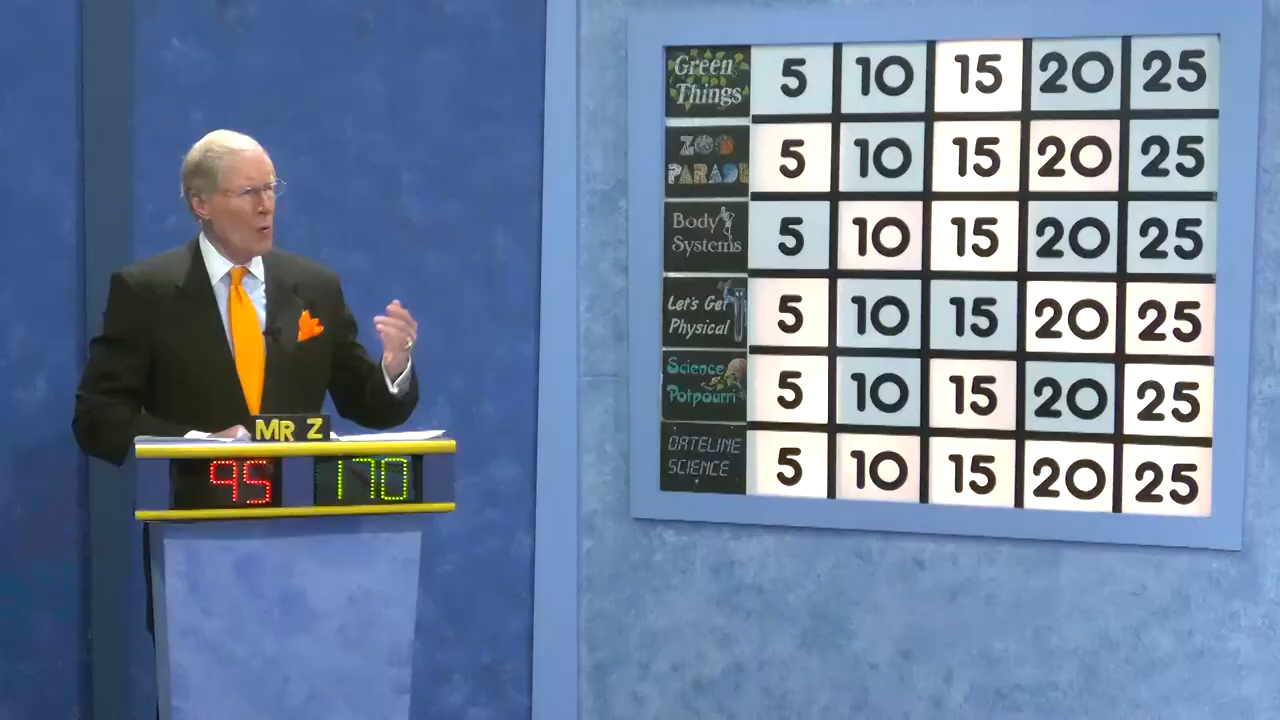 Green Things 5 10 15 20 25
ZOO PARADE 5 10 15 20 25
Body Systems 5 10 15 20 25
Let's Get Physical 5 10 15 20 25
Science Potpourri 5 10 15 20 25
DATELINE SCIENCE 5 10 15 20 25
MR Z
95 170